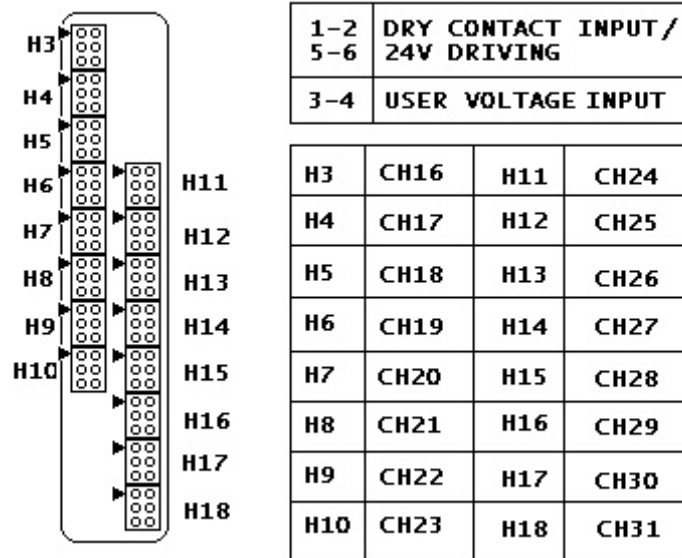 H3
H4
H5
H6
H7
H8
H9
H10
H11
H12
H13
H14
H15
H16
H17
H18
1-2 DRY CONTACT INPUT/
5-6 24V DRIVING
3-4 USER VOLTAGE INPUT
H3 CH16 H11 CH24
H4 CH17 H12 CH25
H5 CH18 H13 CH26
H6 CH19 H14 CH27
H7 CH20 H15 CH28
H8 CH21 H16 CH29
H9 CH22 H17 CH30
H10 CH23 H18 CH31